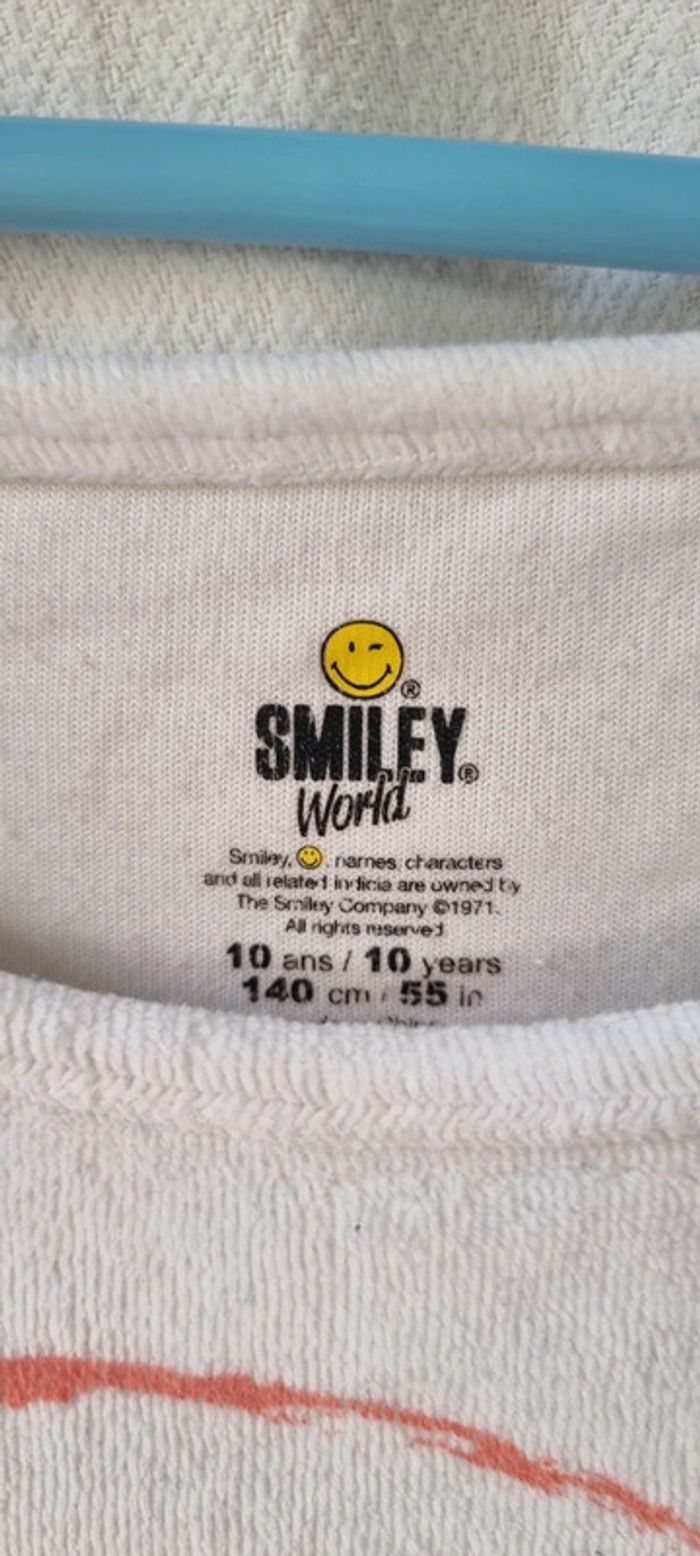 SMILEY®
World
Smiley, names, characters
and all related indicia are owned by
The Smiley Company ©1971.
All rights reserved
10 ans / 10 years
140 cm / 55 in